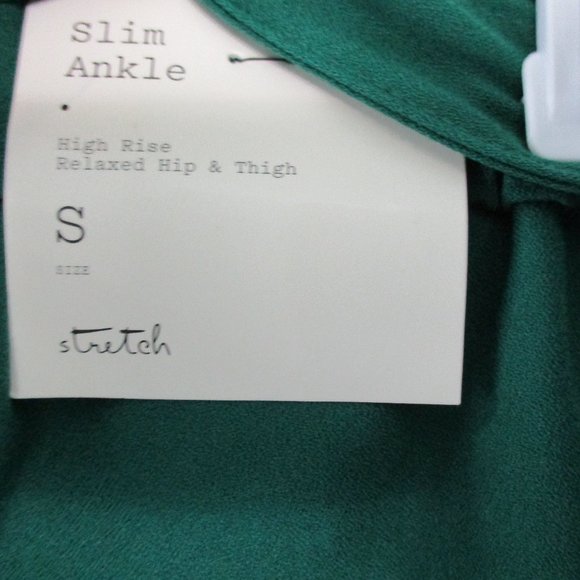 Slim
Ankle
High Rise
Relaxed Hip & Thigh
S
SIZE
stretch